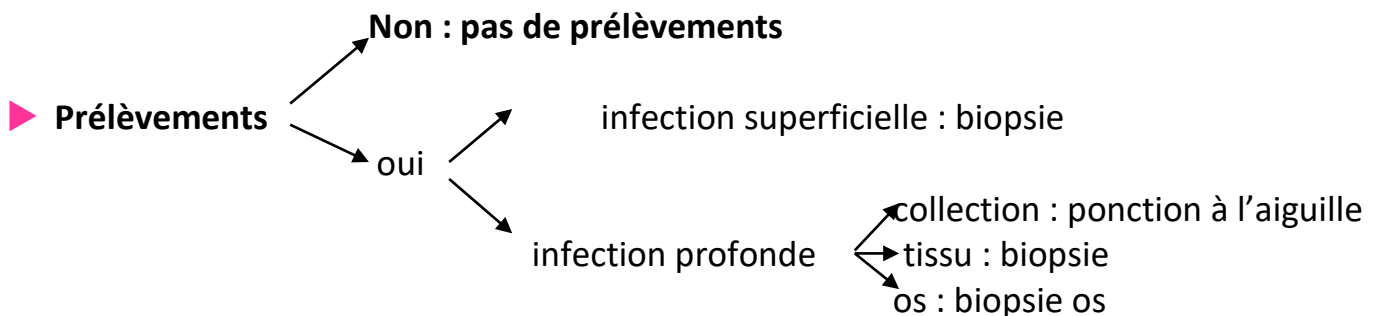 Non : pas de prélèvements
Prélèvements
infection superficielle : biopsie
oui
collection : ponction à l’aiguille
infection profonde
tissu : biopsie
os : biopsie os